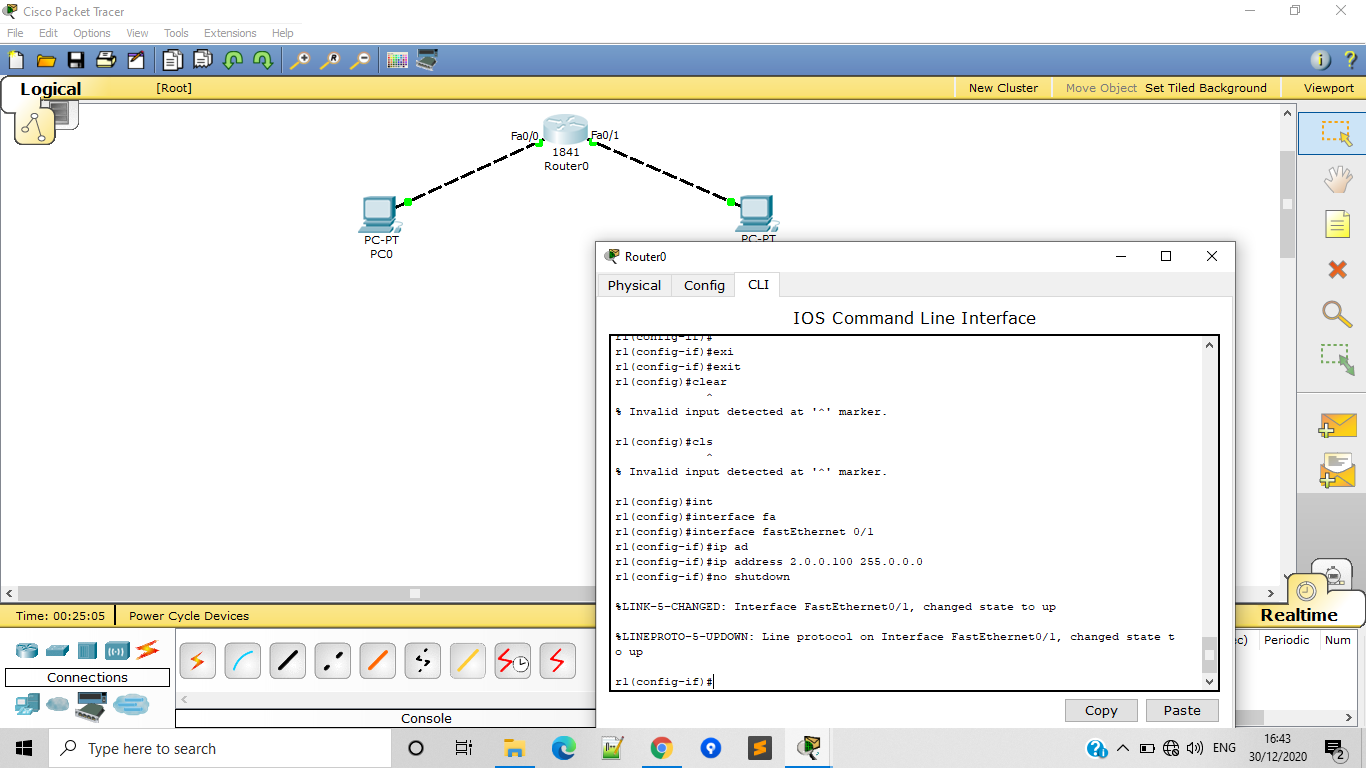 Cisco Packet Tracer
File Edit Options View Tools Extensions Help
Logical [Root] New Cluster Move Object Set Tiled Background Viewport
Fa0/0 Fa0/1
1841
Router0
PC-PT
PC0
PC-PT
Router0
Physical Config CLI
IOS Command Line Interface
r1(config-if)#
r1(config-if)#exi
r1(config-if)#exit
r1(config)#clear
^
% Invalid input detected at '^' marker.
r1(config)#cls
^
% Invalid input detected at '^' marker.
r1(config)#int
r1(config)#interface fa
r1(config)#interface fastEthernet 0/1
r1(config-if)#ip ad
r1(config-if)#ip address 2.0.0.100 255.0.0.0
r1(config-if)#no shutdown
%LINK-5-CHANGED: Interface FastEthernet0/1, changed state to up
%LINEPROTO-5-UPDOWN: Line protocol on Interface FastEthernet0/1, changed state t
o up
r1(config-if)#
Copy Paste
Time: 00:25:05 Power Cycle Devices Realtime
Connections
Console
c) Periodic Num
Type here to search
ENG 16:43
30/12/2020 2